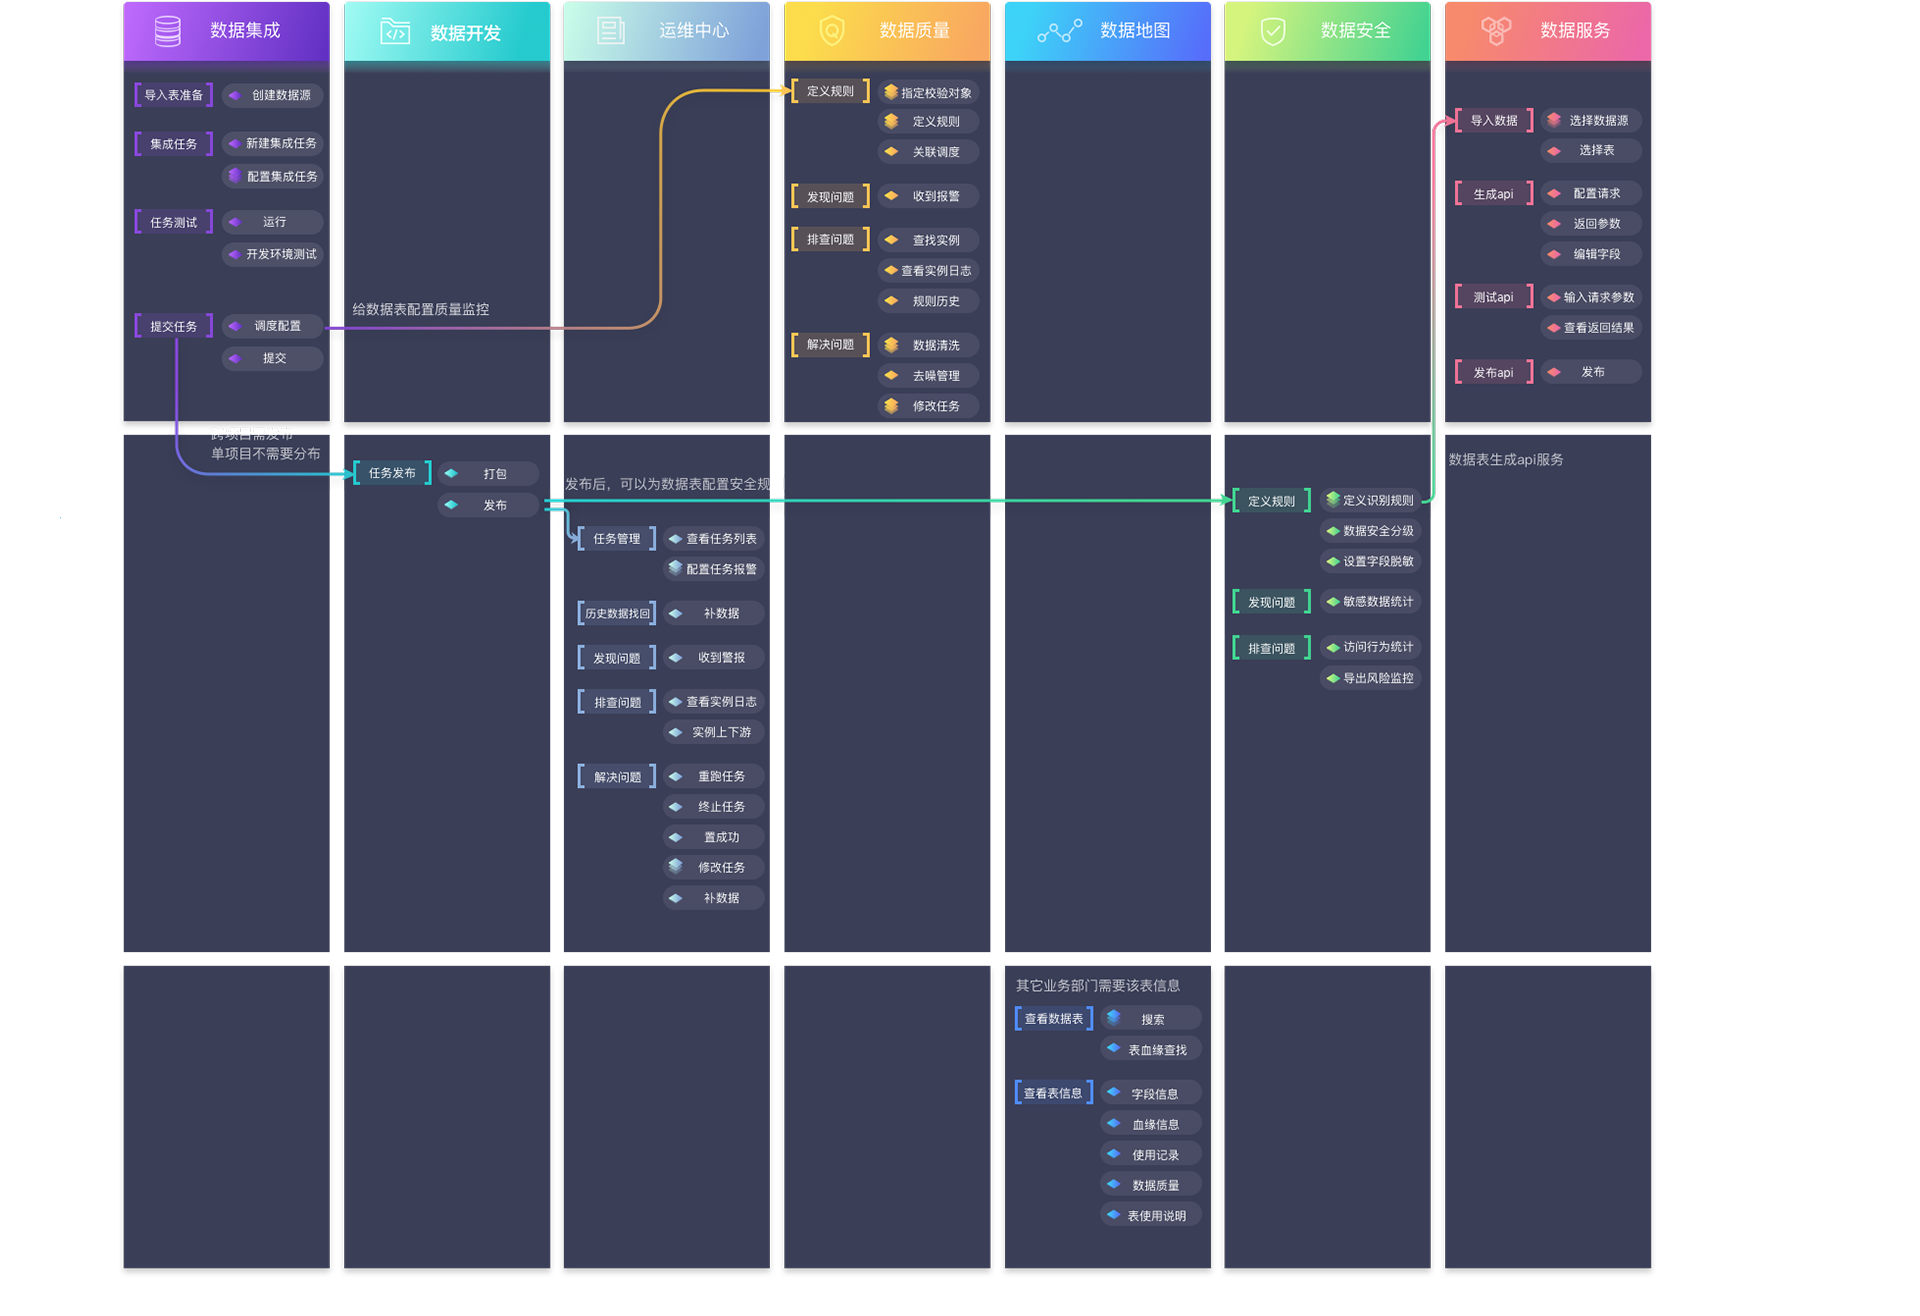 数据集成
数据开发
运维中心
数据质量
数据地图
数据安全
数据服务
导入表准备
创建数据源
集成任务
新建集成任务
配置集成任务
任务测试
运行
开发环境测试
提交任务
调度配置
提交
给数据表配置质量监控
定义规则
指定校验对象
定义规则
关联调度
发现问题
收到报警
排查问题
查找实例
查看实例日志
规则历史
解决问题
数据清洗
去噪管理
修改任务
导入数据
选择数据源
选择表
生成api
配置请求
返回参数
编辑字段
测试api
输入请求参数
查看返回结果
发布api
发布
跨项目需发布
单项目不需要分布
任务发布
打包
发布
发布后，可以为数据表配置安全规
任务管理
查看任务列表
配置任务报警
历史数据找回
补数据
发现问题
收到警报
排查问题
查看实例日志
实例上下游
解决问题
重跑任务
终止任务
置成功
修改任务
补数据
定义规则
定义识别规则
数据安全分级
设置字段脱敏
发现问题
敏感数据统计
排查问题
访问行为统计
导出风险监控
数据表生成api服务
其它业务部门需要该表信息
查看数据表
搜索
表血缘查找
查看表信息
字段信息
血缘信息
使用记录
数据质量
表使用说明